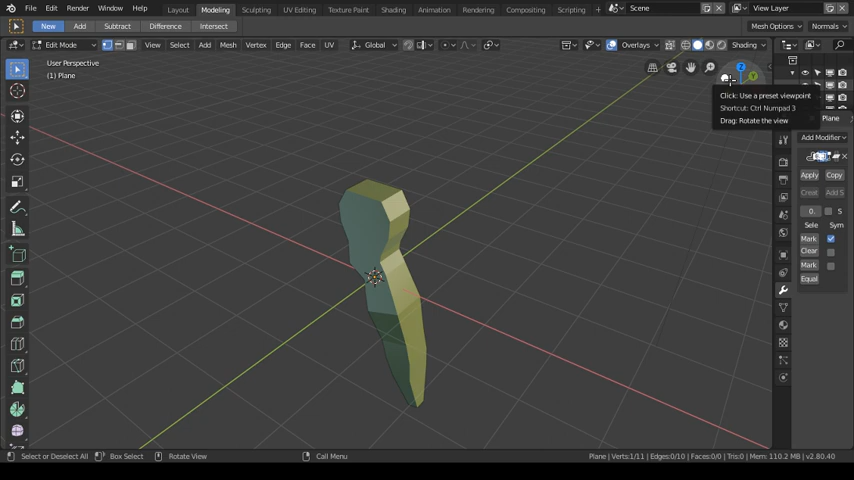 File Edit Render Window Help Layout Modeling Sculpting UV Editing Texture Paint Shading Animation Rendering Compositing Scripting Scene View Layer
New Add Subtract Difference Intersect Mesh Options Normals
Edit Mode View Select Add Mesh Vertex Edge Face UV Global Overlays Shading
User Perspective
(1) Plane
Z
Y
Click: Use a preset viewpoint
Shortcut: Ctrl Numpad 3
Drag: Rotate the view
Plane
Add Modifier
Apply Copy
Creat Add S
0. S
Sele Sym
Mark
Clear
Mark
Equal
Select or Deselect All Box Select Rotate View Call Menu Plane | Verts:1/11 | Edges:0/10 | Faces:0/0 | Tris:0 | Mem: 110.2 MB | v2.80.40